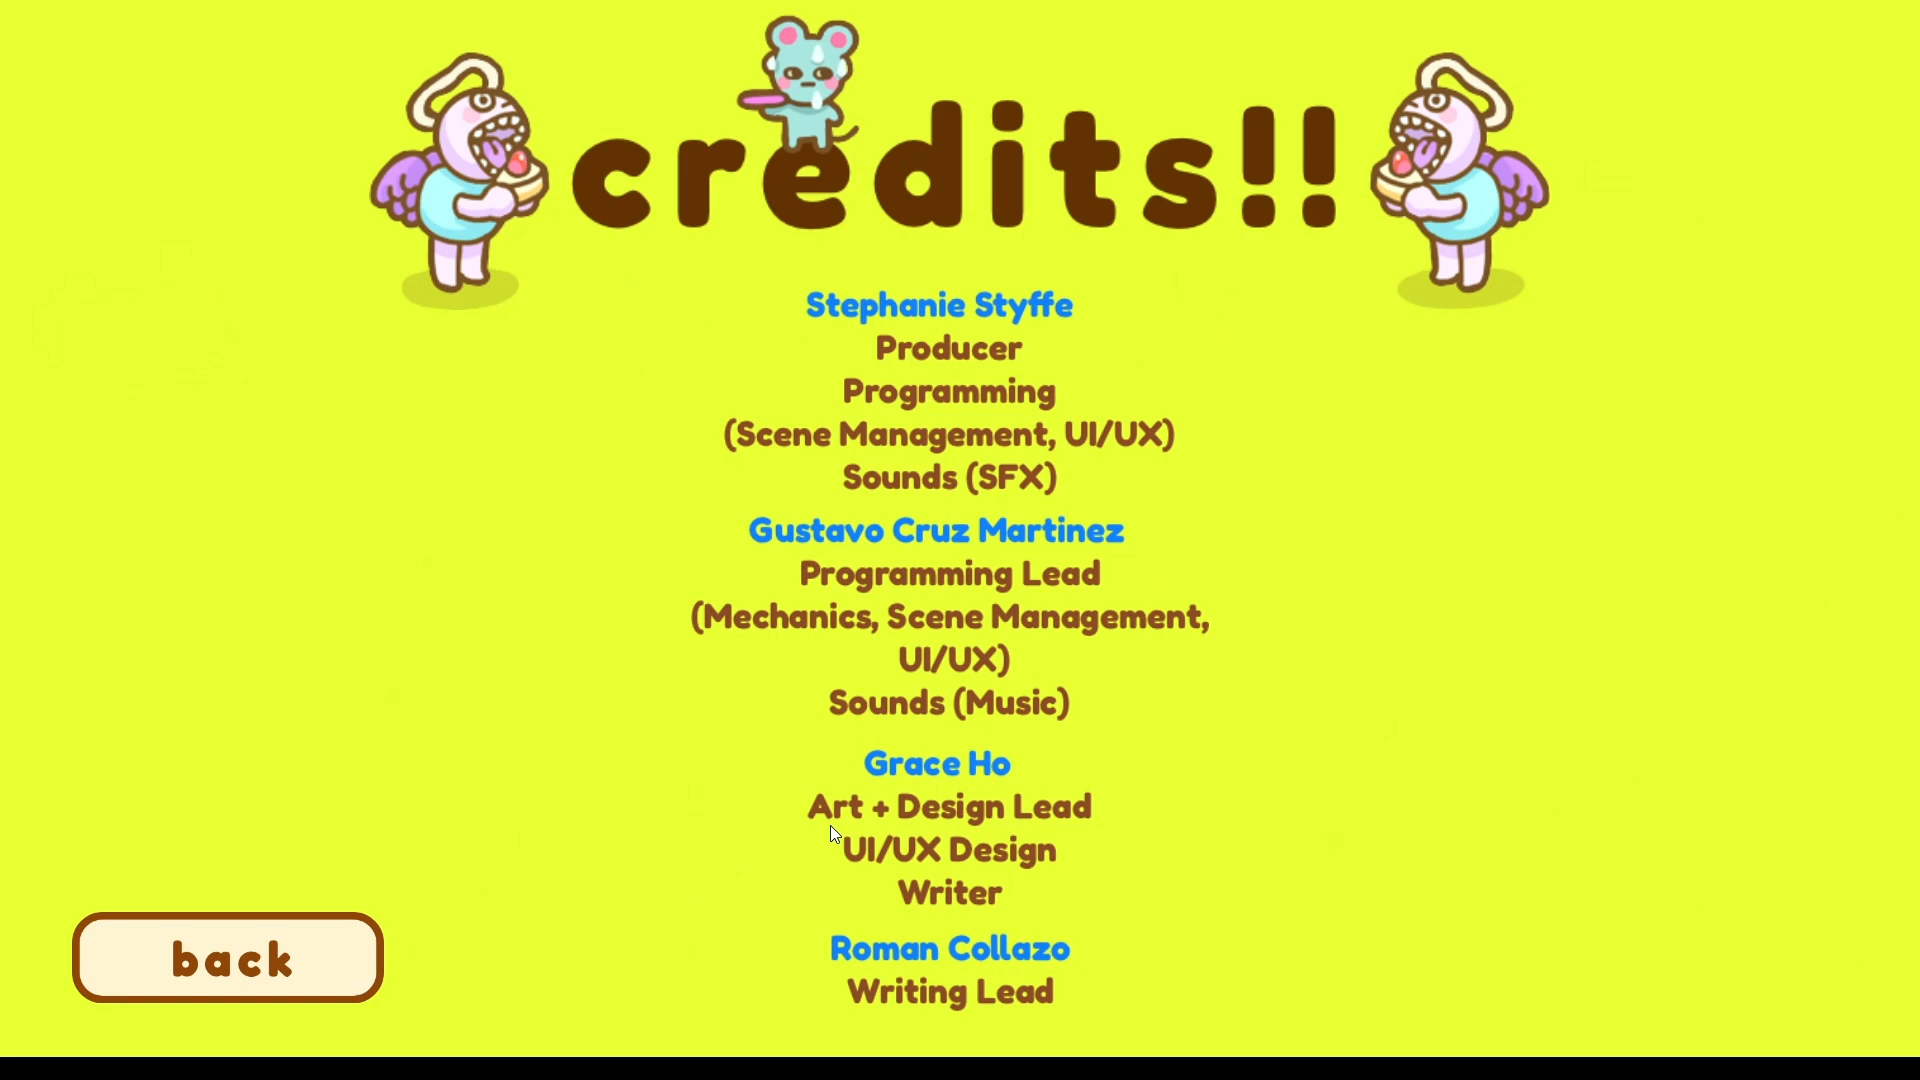 credits!!
Stephanie Styffe
Producer
Programming
(Scene Management, UI/UX)
Sounds (SFX)
Gustavo Cruz Martinez
Programming Lead
(Mechanics, Scene Management,
UI/UX)
Sounds (Music)
Grace Ho
Art + Design Lead
UI/UX Design
Writer
Roman Collazo
Writing Lead
back